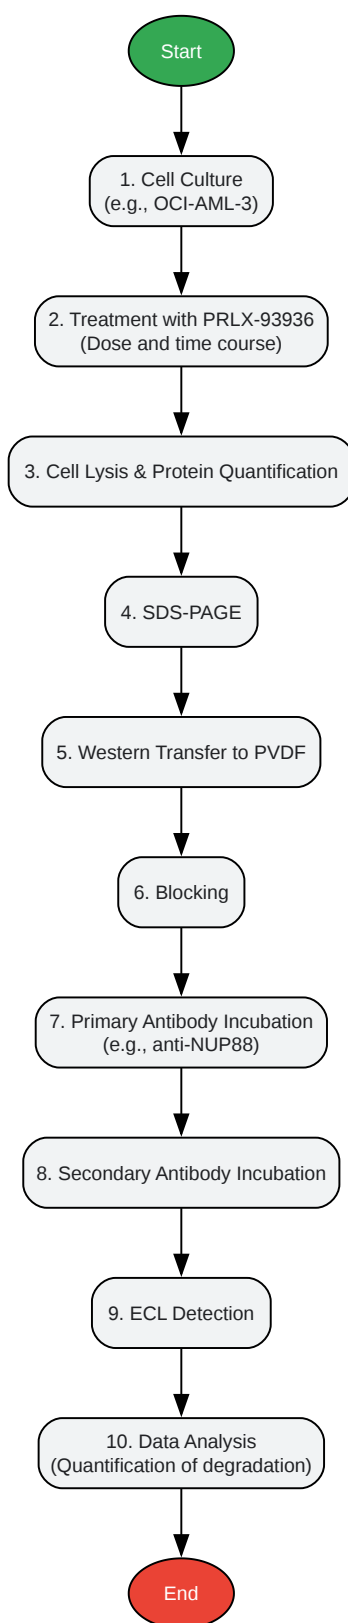 Start
1. Cell Culture
(e.g., OCI-AML-3)
2. Treatment with PRLX-93936
(Dose and time course)
3. Cell Lysis & Protein Quantification
4. SDS-PAGE
5. Western Transfer to PVDF
6. Blocking
7. Primary Antibody Incubation
(e.g., anti-NUP88)
8. Secondary Antibody Incubation
9. ECL Detection
10. Data Analysis
(Quantification of degradation)
End